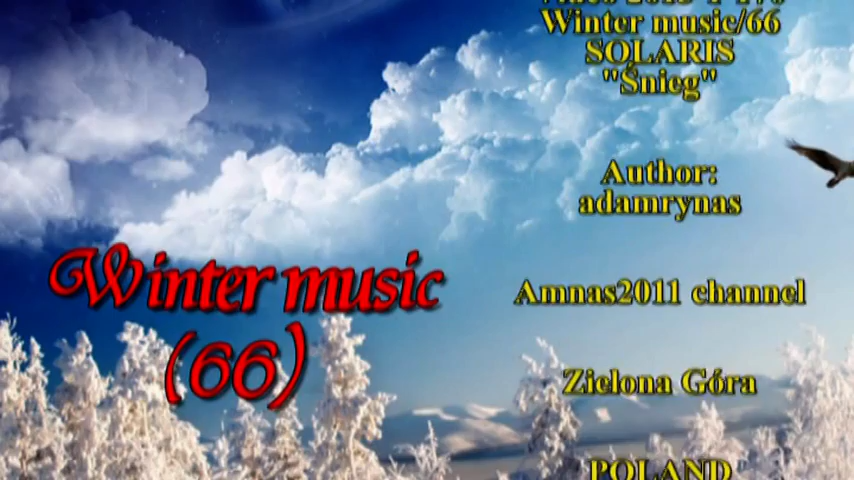 Winter music/66
SOLARIS
"Śnieg"
Author:
adamrynas
Amnas2011 channel
Zielona Góra
POLAND
Winter music
(66)